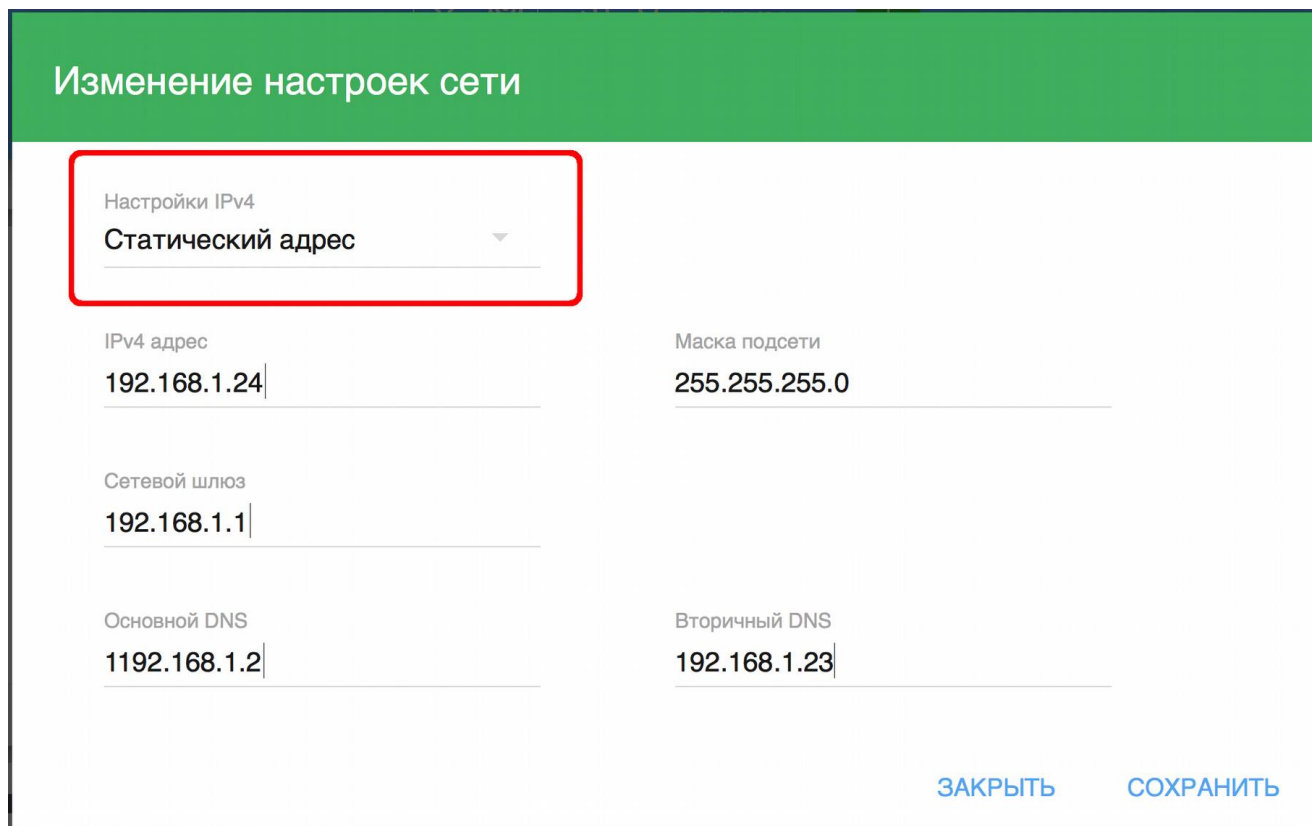 Изменение настроек сети
Настройки IPv4
Статический адрес
IPv4 адрес
Маска подсети
192.168.1.24
255.255.255.0
Сетевой шлюз
192.168.1.1
Основной DNS
Вторичный DNS
1192.168.1.2
192.168.1.23
ЗАКРЫТЬ
СОХРАНИТЬ